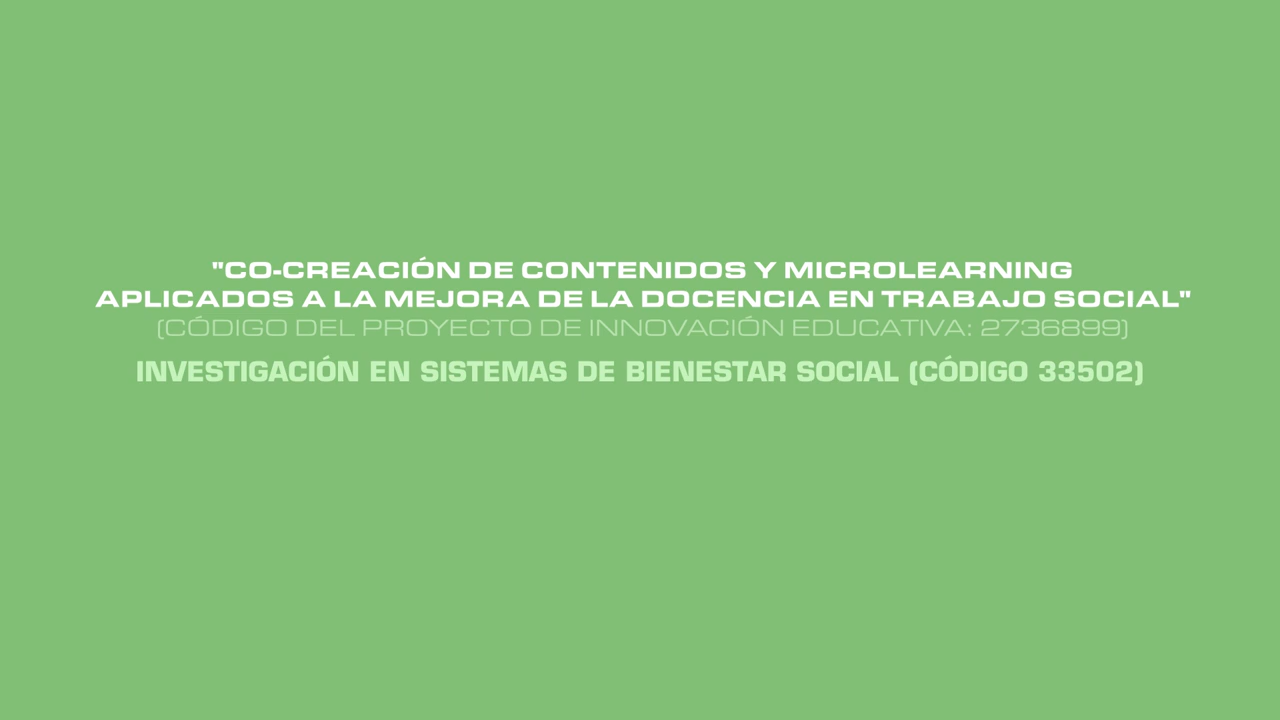 "CO-CREACIÓN DE CONTENIDOS Y MICROLEARNING
APLICADOS A LA MEJORA DE LA DOCENCIA EN TRABAJO SOCIAL"
(CÓDIGO DEL PROYECTO DE INNOVACIÓN EDUCATIVA: 2736899)
INVESTIGACIÓN EN SISTEMAS DE BIENESTAR SOCIAL (CÓDIGO 33502)